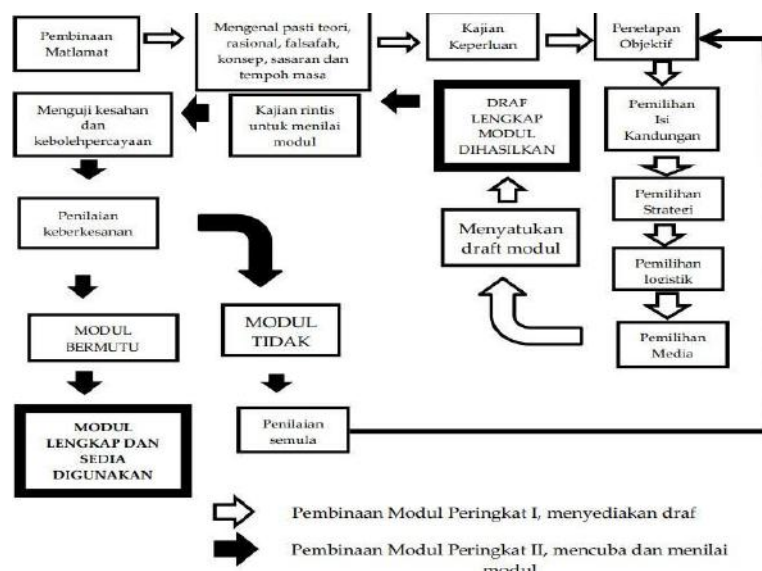 Pembinaan
Matlamat
Mengenal pasti teori,
rasional, falsafah,
konsep, sasaran dan
tempoh masa
Kajian
Keperluan
Penetapan
Objektif
Menguji kesahan
dan
kebolehpercayaan
Kajian rintis
untuk menilai
modul
DRAF
LENGKAP
MODUL
DIHASILKAN
Pemilihan
Isi
Kandungan
Penilaian
keberkesanan
Menyatukan
draft modul
Pemilihan
Strategi
Pemilihan
logistik
MODUL
BERMUTU
MODUL
TIDAK
Pemilihan
Media
MODUL
LENGKAP DAN
SEDIA
DIGUNAKAN
Penilaian
semula
Pembinaan Modul Peringkat I, menyediakan draf
Pembinaan Modul Peringkat II, mencuba dan menilai
modul